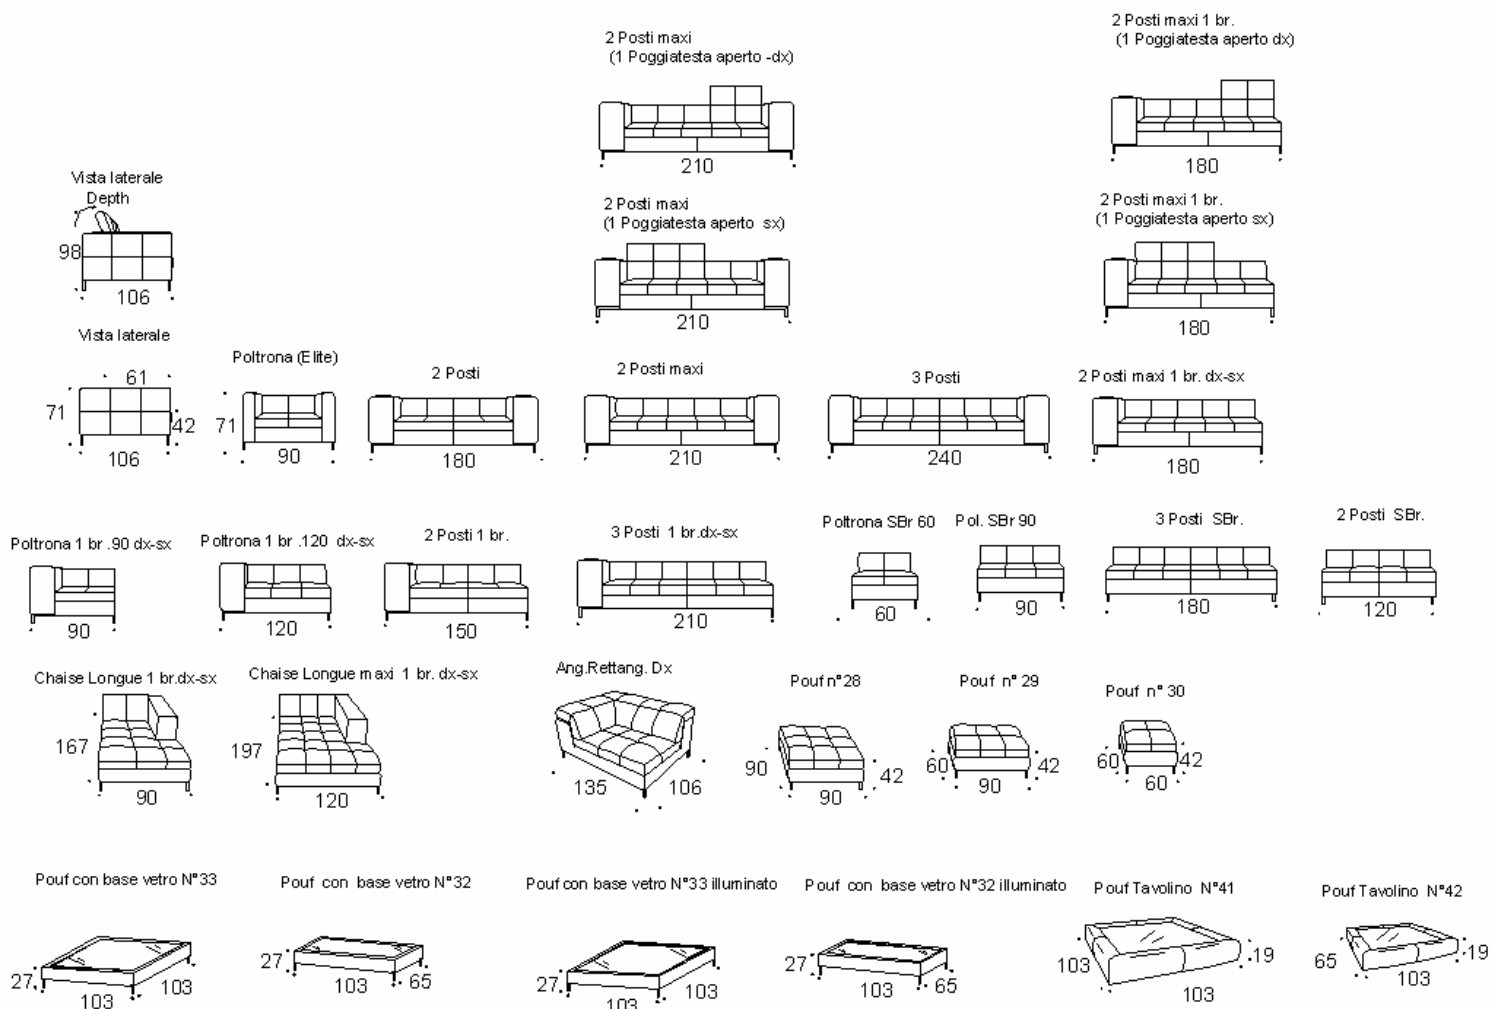 2 Posti maxi
(1 Poggiatesta aperto -dx)
210
2 Posti maxi 1 br.
(1 Poggiatesta aperto dx)
180
Vista laterale
Depth
98
106
2 Posti maxi
(1 Poggiatesta aperto sx)
210
2 Posti maxi 1 br.
(1 Poggiatesta aperto sx)
180
Vista laterale
61
71
42
106
Poltrona (Elite)
71
90
2 Posti
180
2 Posti maxi
210
3 Posti
240
2 Posti maxi 1 br. dx-sx
180
Poltrona 1 br .90 dx-sx
90
Poltrona 1 br .120 dx-sx
120
2 Posti 1 br.
150
3 Posti 1 br.dx-sx
210
Poltrona SBr 60
60
Pol. SBr 90
90
3 Posti SBr.
180
2 Posti SBr.
120
Chaise Longue 1 br.dx-sx
167
90
Chaise Longue maxi 1 br. dx-sx
197
120
Ang.Rettang. Dx
135
106
Pouf n°28
90
42
90
Pouf n° 29
60
42
90
Pouf n° 30
60
42
60
Pouf con base vetro N°33
27
103
103
Pouf con base vetro N°32
27
103
65
Pouf con base vetro N°33 illuminato
27
103
103
Pouf con base vetro N°32 illuminato
27
103
65
Pouf Tavolino N°41
103
19
103
Pouf Tavolino N°42
65
19
103